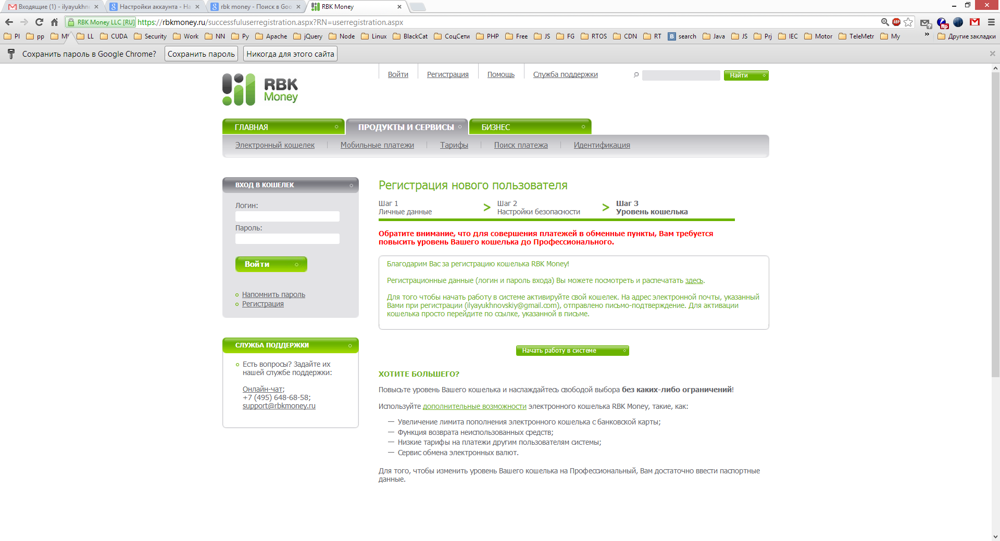 Входящие (1) - ilyayukhn
Настройки аккаунта - На
rbk money - Поиск в Goo
RBK Money
RBK Money LLC [RU] https://rbkmoney.ru/successfuluserregistration.aspx?RN=userregistration.aspx
PI pp LL CUDA Security Work NN Py Apache jQuery Node Linux BlackCat СоцСети PHP Free JS FG RTOS CDN RT search Java JS Prj IEC Motor TeleMetr My » Другие закладки
Сохранить пароль в Google Chrome? Сохранить пароль Никогда для этого сайта
RBK
Money
Войти Регистрация Помощь Служба поддержки Найти
ГЛАВНАЯ ПРОДУКТЫ И СЕРВИСЫ БИЗНЕС
Электронный кошелек Мобильные платежи Тарифы Поиск платежа Идентификация
ВХОД В КОШЕЛЕК
Логин:
Пароль:
Войти
Напомнить пароль
Регистрация
СЛУЖБА ПОДДЕРЖКИ
Есть вопросы? Задайте их
нашей службе поддержки:
Онлайн-чат;
+7 (495) 648-68-58;
support@rbkmoney.ru
Регистрация нового пользователя
Шаг 1
Личные данные
>
Шаг 2
Настройки безопасности
>
Шаг 3
Уровень кошелька
Обратите внимание, что для совершения платежей в обменные пункты, Вам требуется
повысить уровень Вашего кошелька до Профессионального.
Благодарим Вас за регистрацию кошелька RBK Money!
Регистрационные данные (логин и пароль входа) Вы можете посмотреть и распечатать здесь.
Для того чтобы начать работу в системе активируйте свой кошелек. На адрес электронной почты, указанный
Вами при регистрации (ilyayukhnovskiy@gmail.com), отправлено письмо-подтверждение. Для активации
кошелька просто перейдите по ссылке, указанной в письме.
Начать работу в системе
ХОТИТЕ БОЛЬШЕГО?
Повысьте уровень Вашего кошелька и наслаждайтесь свободой выбора без каких-либо ограничений!
Используйте дополнительные возможности электронного кошелька RBK Money, такие, как:
— Увеличение лимита пополнения электронного кошелька с банковской карты;
— Функция возврата неиспользованных средств;
— Низкие тарифы на платежи другим пользователям системы;
— Сервис обмена электронных валют.
Для того, чтобы изменить уровень Вашего кошелька на Профессиональный, Вам достаточно ввести паспортные
данные.